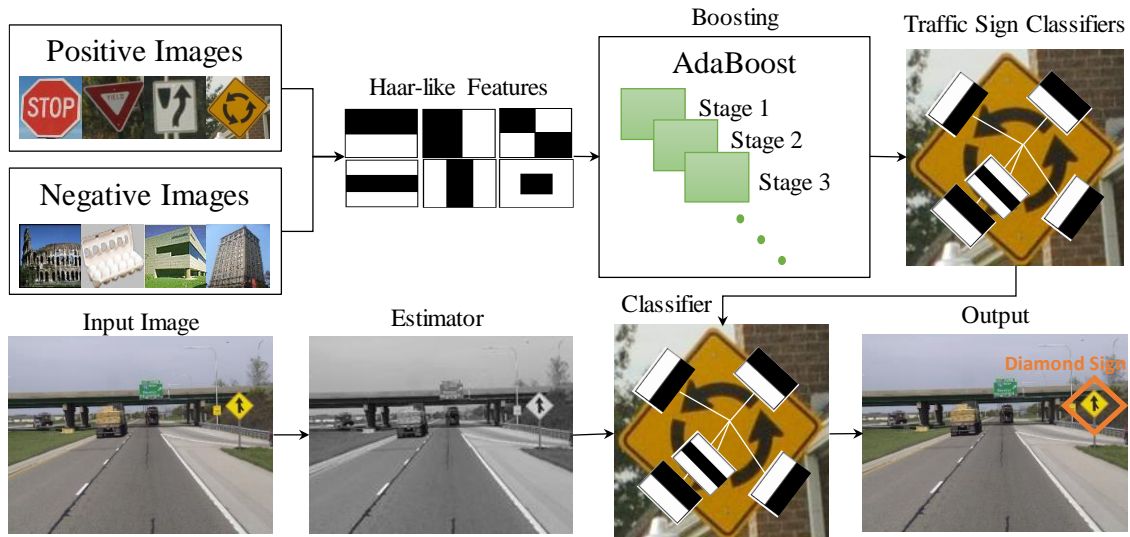 Positive Images
STOP
YIELD
Negative Images
Haar-like Features
Boosting
AdaBoost
Stage 1
Stage 2
Stage 3
Traffic Sign Classifiers
Input Image
Estimator
Classifier
Output
Diamond Sign